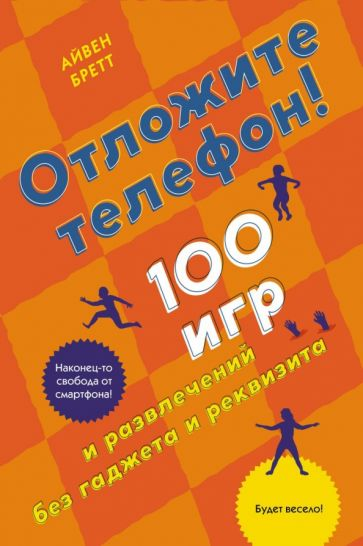 АЙВЕН
БРЕТТ
Отложите
телефон!
100
игр
и развлечений
без гаджета и реквизита
Наконец-то
свобода от
смартфона!
Будет весело!